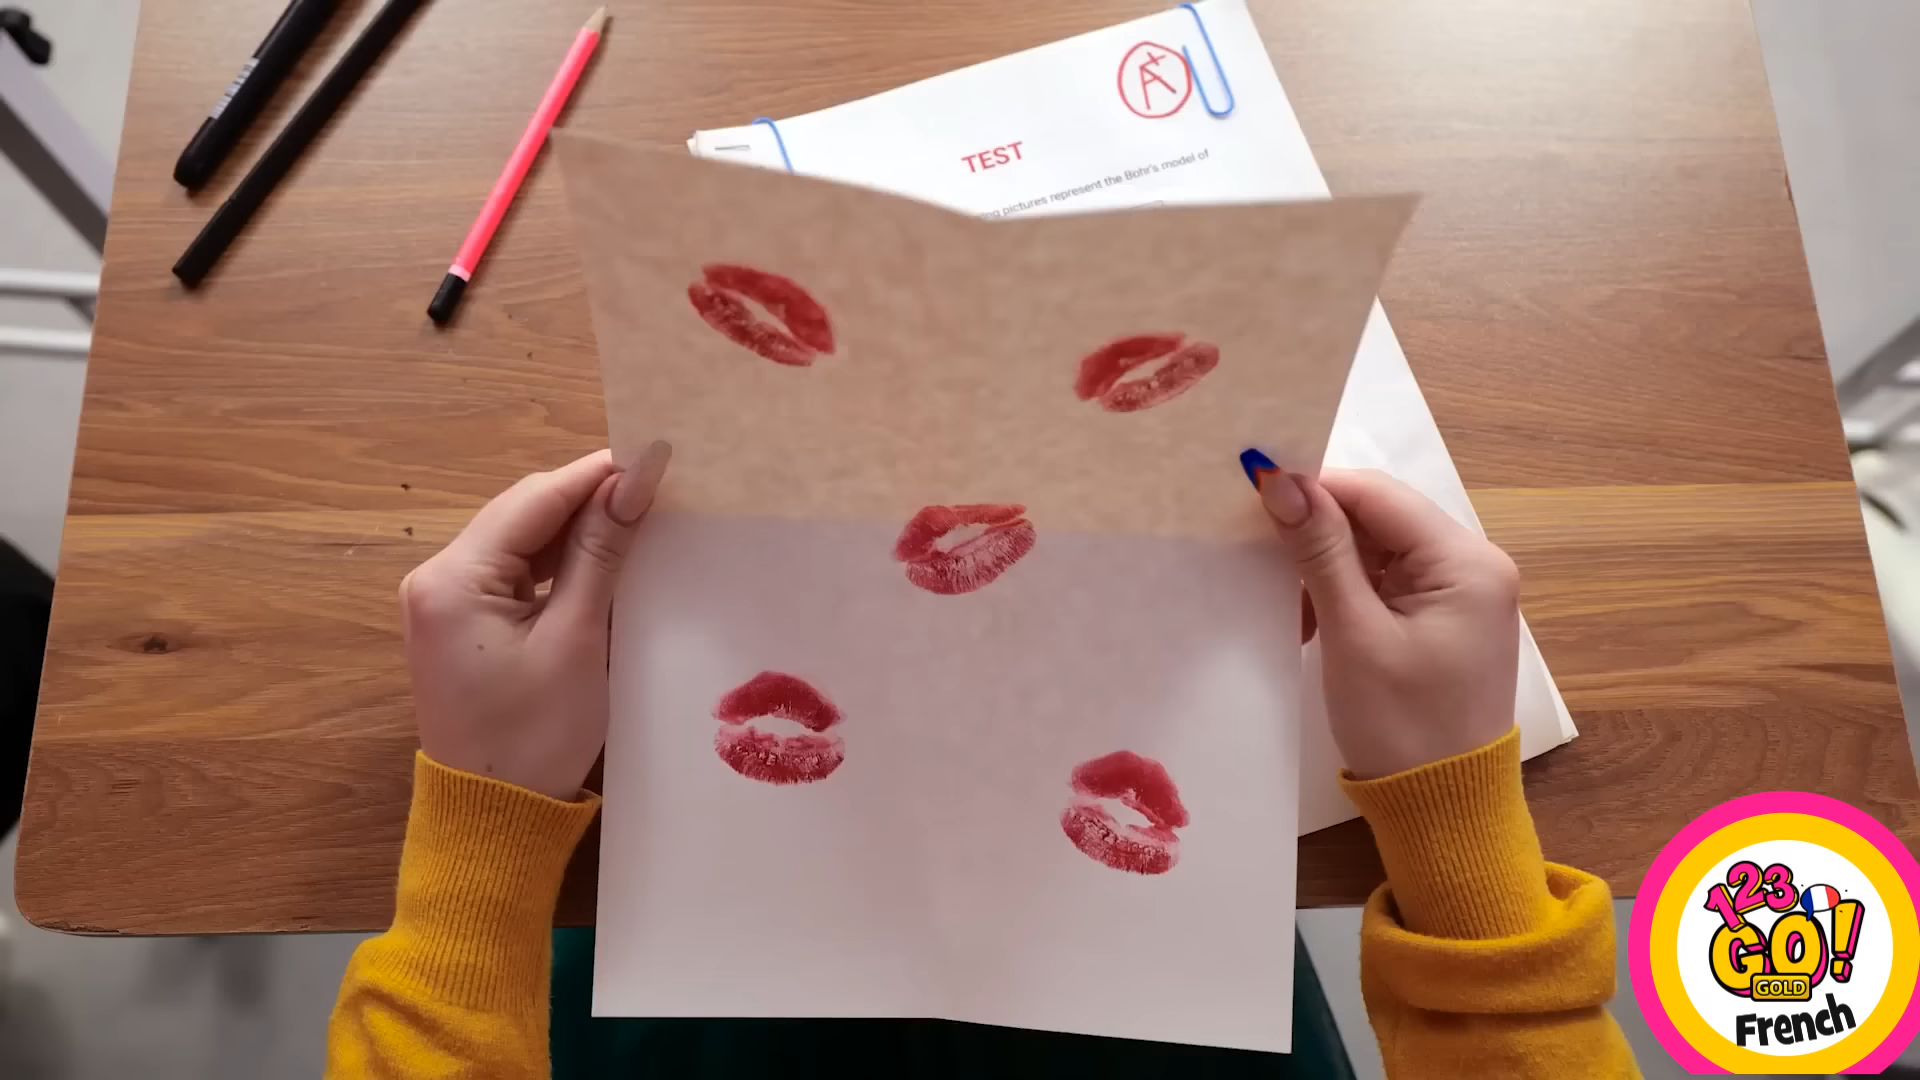 A+
TEST
pictures represent the Bohr's model of
123
GO!
GOLD
French